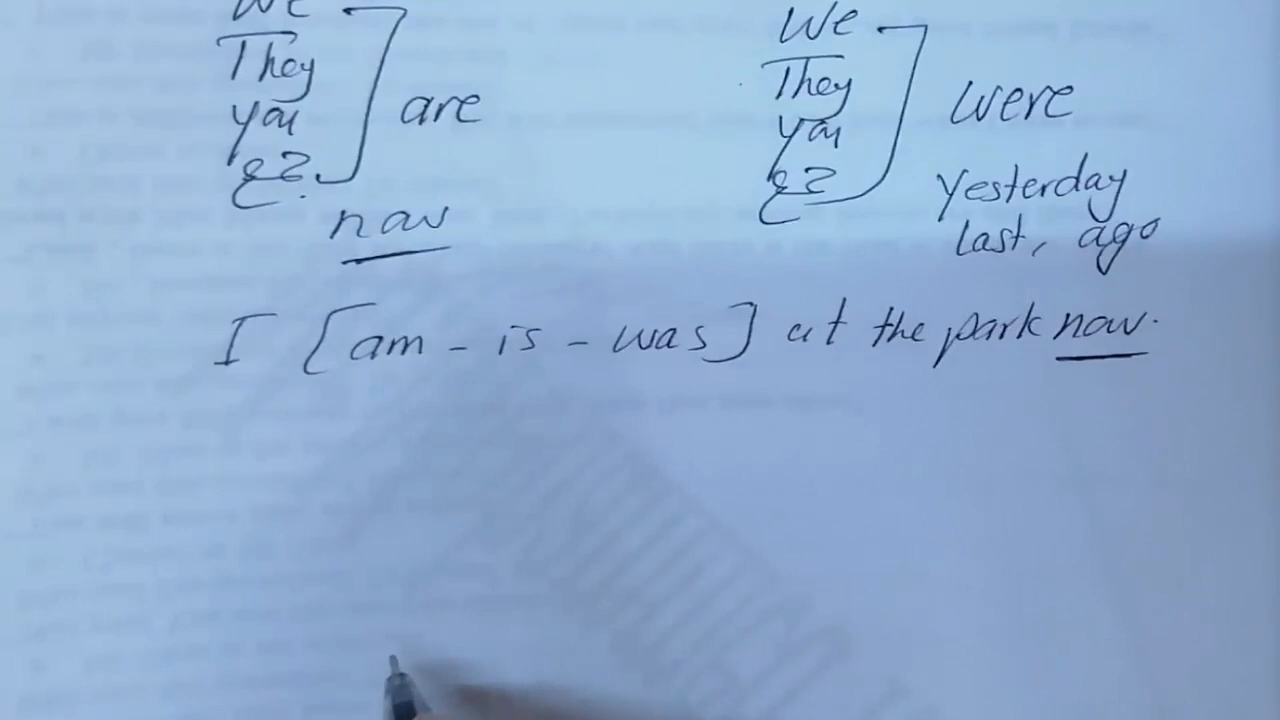 We
They
you
are
now
We
They
you
were
Yesterday
last, ago
I [am - is - was] at the park now.